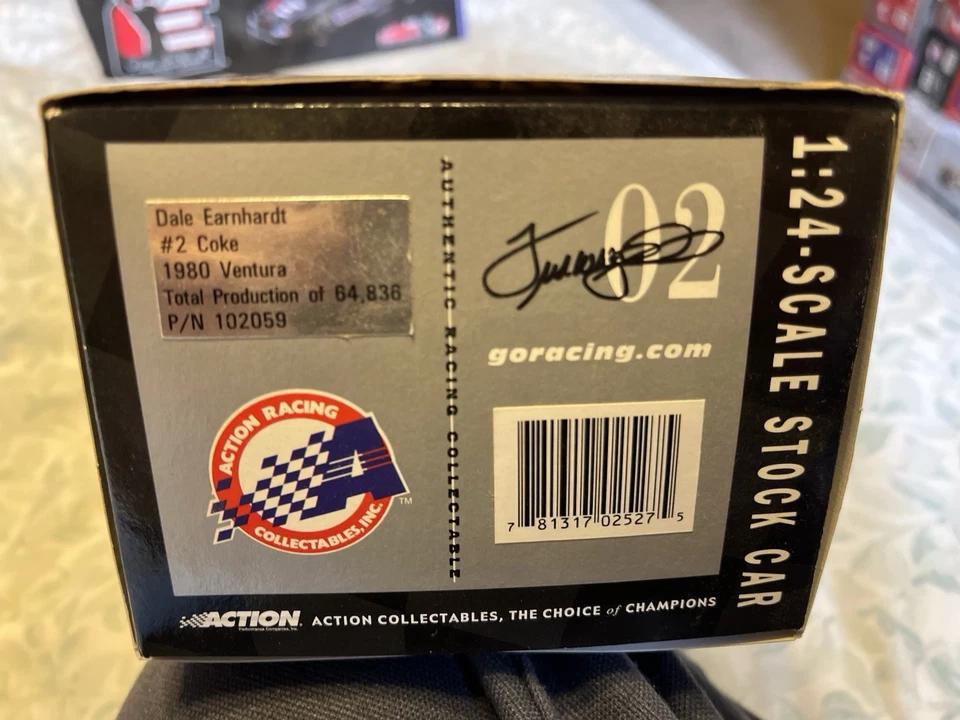 Dale Earnhardt
#2 Coke
1980 Ventura
Total Production of 64,836
P/N 102059
AUTHENTIC RACING COLLECTABLE
02
goracing.com
ACTION RACING
COLLECTABLES, INC.
TM
7 81317 02527 5
1:24-SCALE STOCK CAR
ACTION
ACTION COLLECTABLES, THE CHOICE of CHAMPIONS